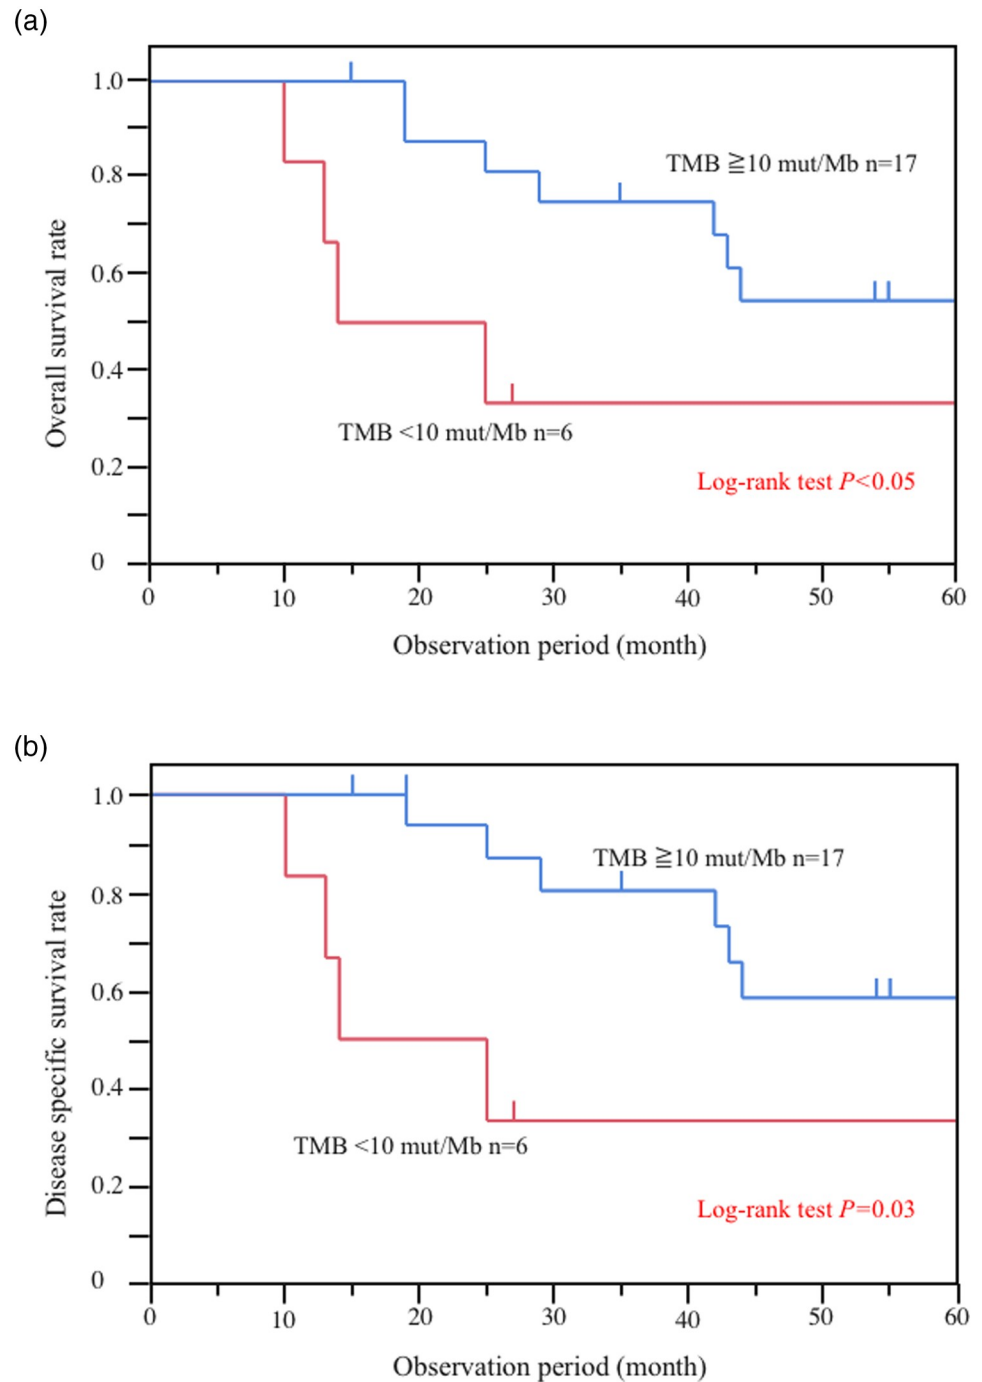 (a)
1.0
0.8
0.6
0.4
0.2
0
Overall survival rate
TMB ≧10 mut/Mb n=17
TMB <10 mut/Mb n=6
Log-rank test P<0.05
0 10 20 30 40 50 60
Observation period (month)
(b)
1.0
0.8
0.6
0.4
0.2
0
Disease specific survival rate
TMB ≧10 mut/Mb n=17
TMB <10 mut/Mb n=6
Log-rank test P=0.03
0 10 20 30 40 50 60
Observation period (month)